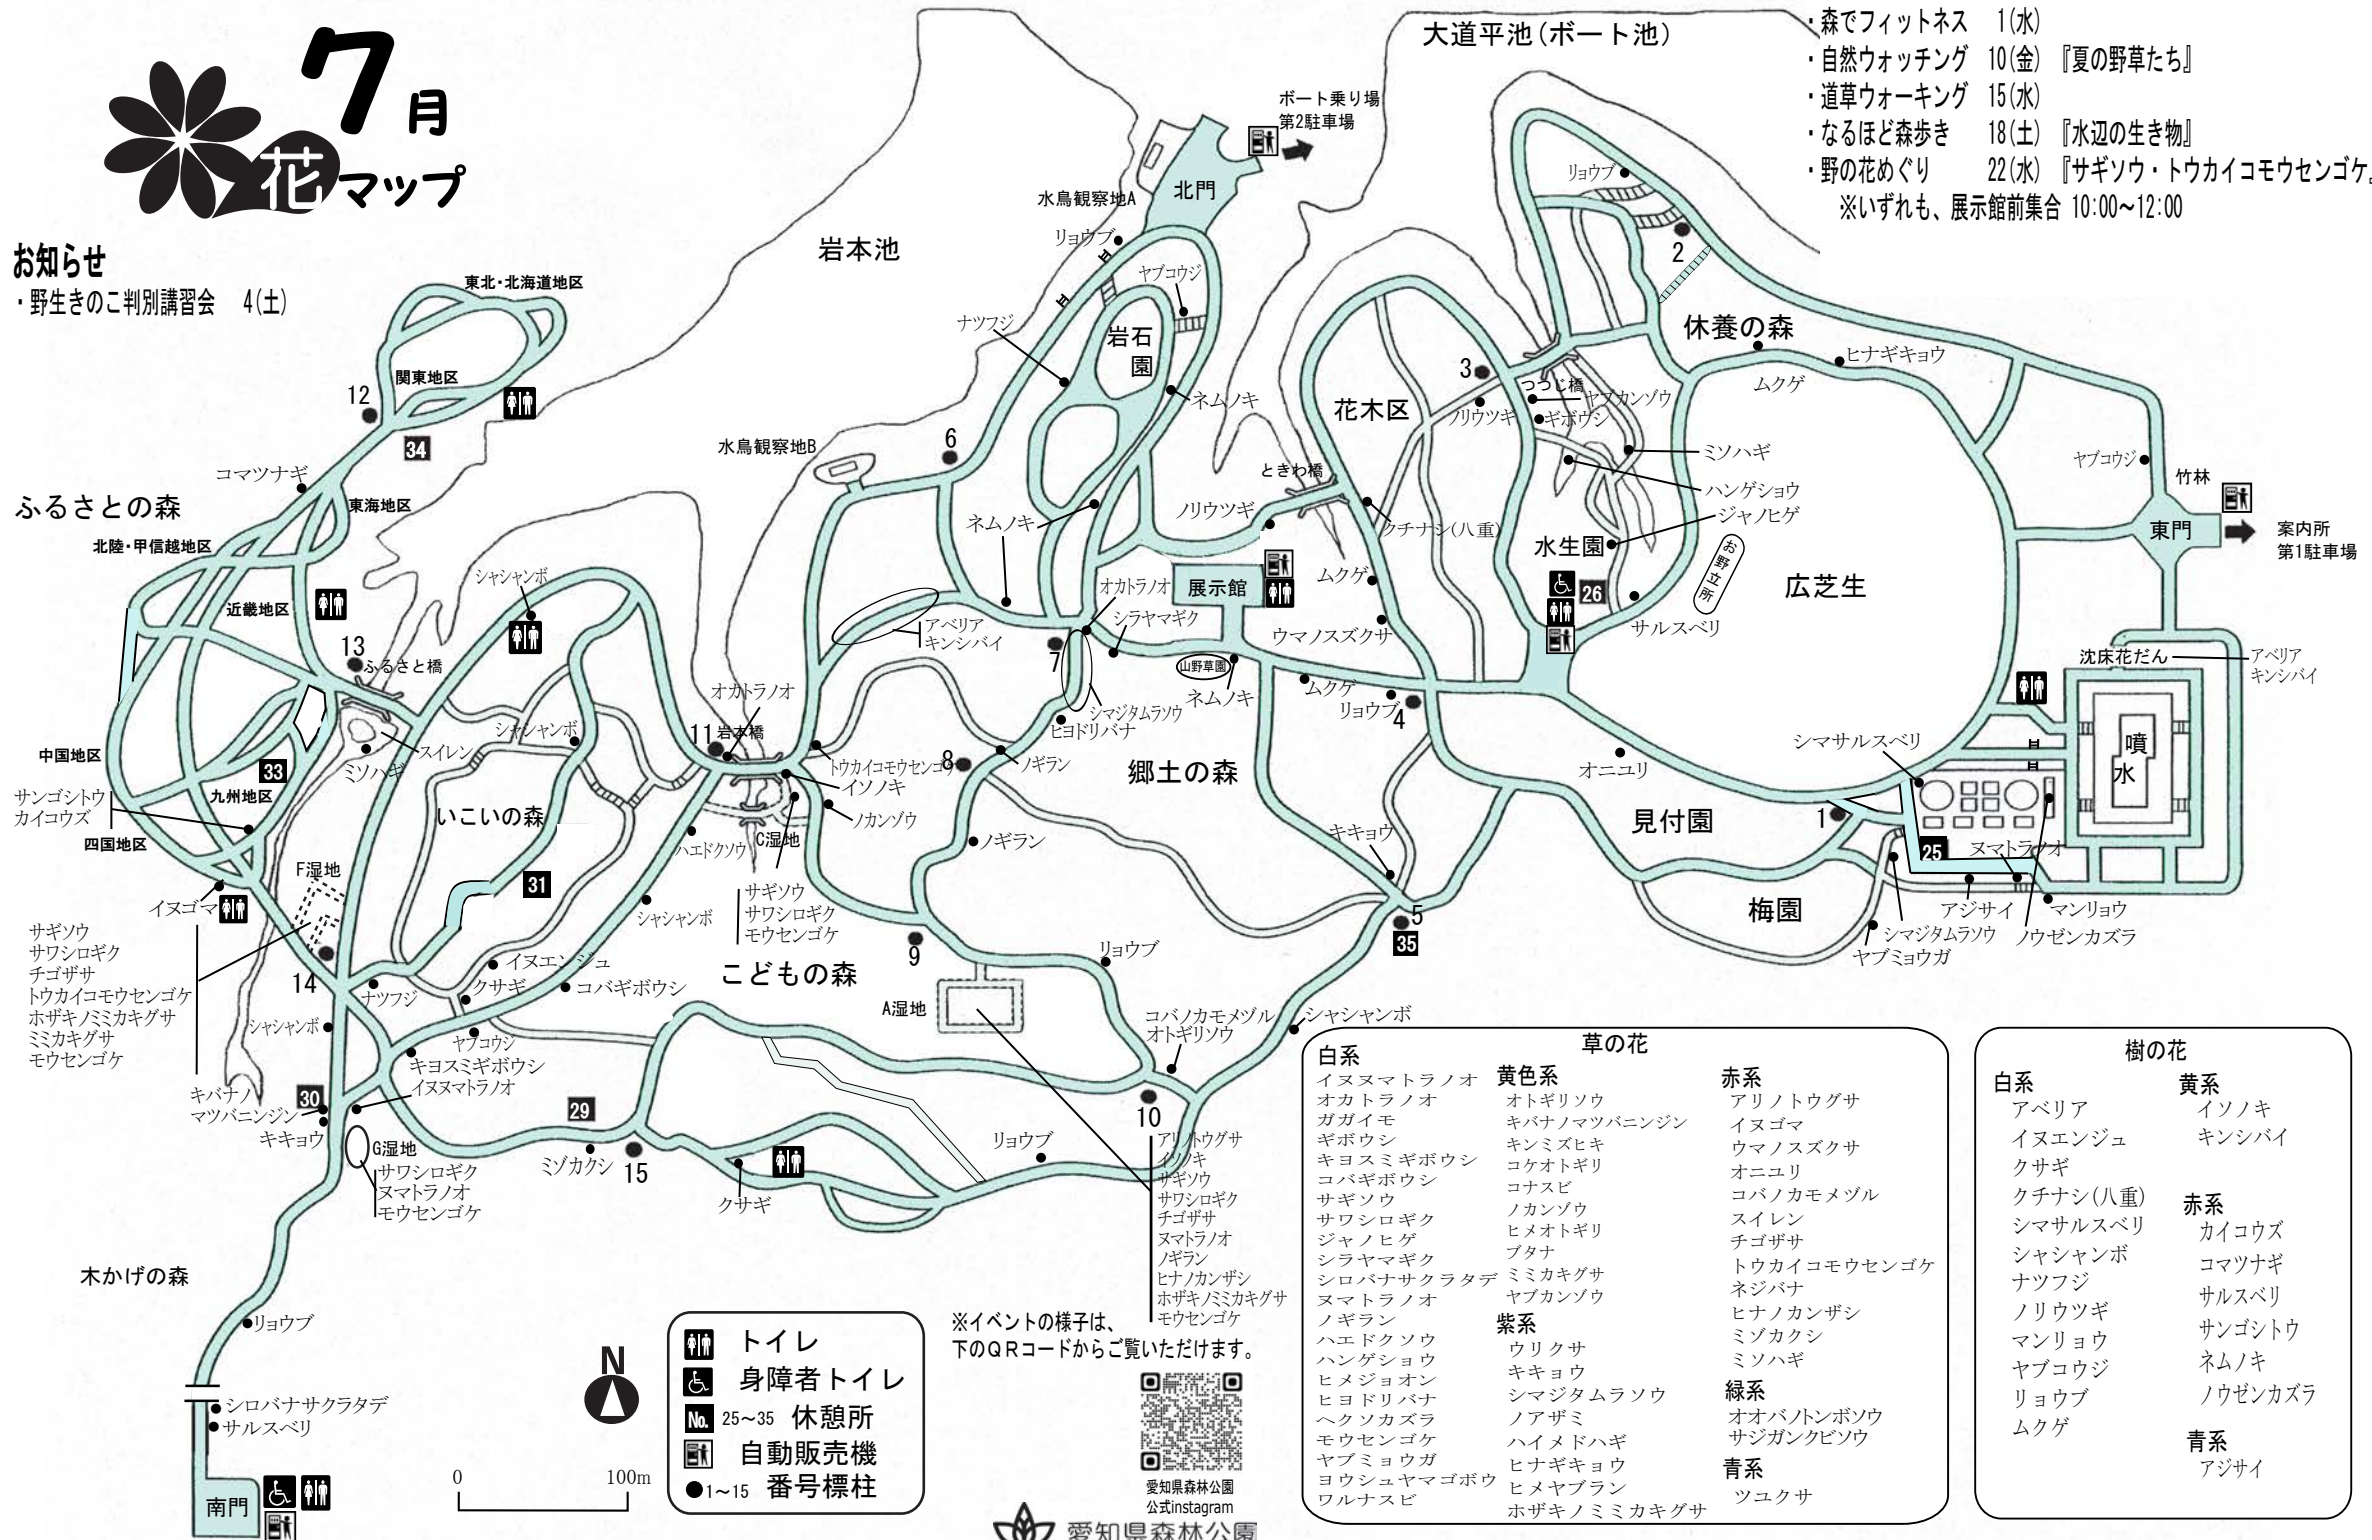 7月
花マップ
お知らせ
・野生きのこ判別講習会 4(土)
・森でフィットネス 1(水)
・自然ウォッチング 10(金) 『夏の野草たち』
・道草ウォーキング 15(水)
・なるほど森歩き 18(土) 『水辺の生き物』
・野の花めぐり 22(水) 『サギソウ・トウカイコモウセンゴケ』
※いずれも、展示館前集合 10:00~12:00
大道平池(ボート池)
ボート乗り場
第2駐車場
北門
水鳥観察地A
リョウブ
ヤブコウジ
岩本池
ナツフジ
岩石園
ネムノキ
リョウブ
2
休養の森
ムクゲ
ヒナギキョウ
3
つつじ橋
ヤブカンゾウ
ノリウツギ
ギボウシ
花木区
ミソハギ
ハンゲショウ
ジャノヒゲ
水生園
お野立所
広芝生
ヤブコウジ
竹林
東門
案内所
第1駐車場
東北・北海道地区
関東地区
12
34
コマツナギ
ふるさとの森
東海地区
北陸・甲信越地区
近畿地区
13
ふるさと橋
中国地区
33
九州地区
サンゴシトウ
カイコウズ
四国地区
スイレン
ミソハギ
水鳥観察地B
6
ネムノキ
ときわ橋
ノリウツギ
クチナシ(八重)
展示館
ムクゲ
ウマノスズクサ
26
サルスベリ
シャシャンボ
アベリア
キンシバイ
オカトラノオ
シラヤマギク
7
山野草園
ネムノキ
ムクゲ
リョウブ
4
シマジタムラソウ
ヒヨドリバナ
沈床花だん
アベリア
キンシバイ
噴水
シマサルスベリ
オニユリ
見付園
1
25
ヌマトラノオ
アジサイ
マンリョウ
シマジタムラソウ
ノウゼンカズラ
ヤブミョウガ
梅園
シャシャンボ
オカトラノオ
11
岩本橋
トウカイコモウセンゴケ
イソノキ
8
ノギラン
郷土の森
ノカンゾウ
ノギラン
キキョウ
いこいの森
ハエドクソウ
C湿地
サギソウ
サワシロギク
モウセンゴケ
31
シャシャンボ
F湿地
イヌゴマ
サギソウ
サワシロギク
チゴザサ
トウカイコモウセンゴケ
ホザキノミミカキグサ
ミミカキグサ
モウセンゴケ
14
イヌエンジュ
クサギ
コバギボウシ
こどもの森
9
リョウブ
5
35
ナツフジ
シャシャンボ
ヤブコウジ
キヨスミギボウシ
イヌヌマトラノオ
A湿地
コバノカモメヅル
オトギリソウ
シャシャンボ
キバナノ
マツバニンジン
30
キキョウ
G湿地
サワシロギク
ヌマトラノオ
モウセンゴケ
29
ミゾカクシ
15
クサギ
リョウブ
10
アリノトウグサ
イソノキ
サギソウ
サワシロギク
チゴザサ
ヌマトラノオ
ノギラン
ヒナノカンザシ
ホザキノミミカキグサ
モウセンゴケ
木かげの森
リョウブ
シロバナサクラタデ
サルスベリ
南門
N
0 100m
トイレ
身障者トイレ
No. 25~35 休憩所
自動販売機
●1~15 番号標柱
※イベントの様子は、
下のQRコードからご覧いただけます。
愛知県森林公園
公式instagram
愛知県森林公園
草の花
白系
イヌヌマトラノオ
オカトラノオ
ガガイモ
ギボウシ
キヨスミギボウシ
コバギボウシ
サギソウ
サワシロギク
ジャノヒゲ
シラヤマギク
シロバナサクラタデ
ヌマトラノオ
ノギラン
ハエドクソウ
ハンゲショウ
ヒメジョオン
ヒヨドリバナ
ヘクソカズラ
モウセンゴケ
ヤブミョウガ
ヨウシュヤマゴボウ
ワルナスビ
黄色系
オトギリソウ
キバナノマツバニンジン
キンミズヒキ
コケオトギリ
コナスビ
ノカンゾウ
ヒメオトギリ
ブタナ
ミミカキグサ
ヤブカンゾウ
紫系
ウリクサ
キキョウ
シマジタムラソウ
ノアザミ
ハイメドハギ
ヒナギキョウ
ヒメヤブラン
ホザキノミミカキグサ
赤系
アリノトウグサ
イヌゴマ
ウマノスズクサ
オニユリ
コバノカモメヅル
スイレン
チゴザサ
トウカイコモウセンゴケ
ネジバナ
ヒナノカンザシ
ミゾカクシ
ミソハギ
緑系
オオバノトンボソウ
サジガンクビソウ
青系
ツユクサ
樹の花
白系
アベリア
イヌエンジュ
クサギ
クチナシ(八重)
シマサルスベリ
シャシャンボ
ナツフジ
ノリウツギ
マンリョウ
ヤブコウジ
リョウブ
ムクゲ
黄系
イソノキ
キンシバイ
赤系
カイコウズ
コマツナギ
サルスベリ
サンゴシトウ
ネムノキ
ノウゼンカズラ
青系
アジサイ